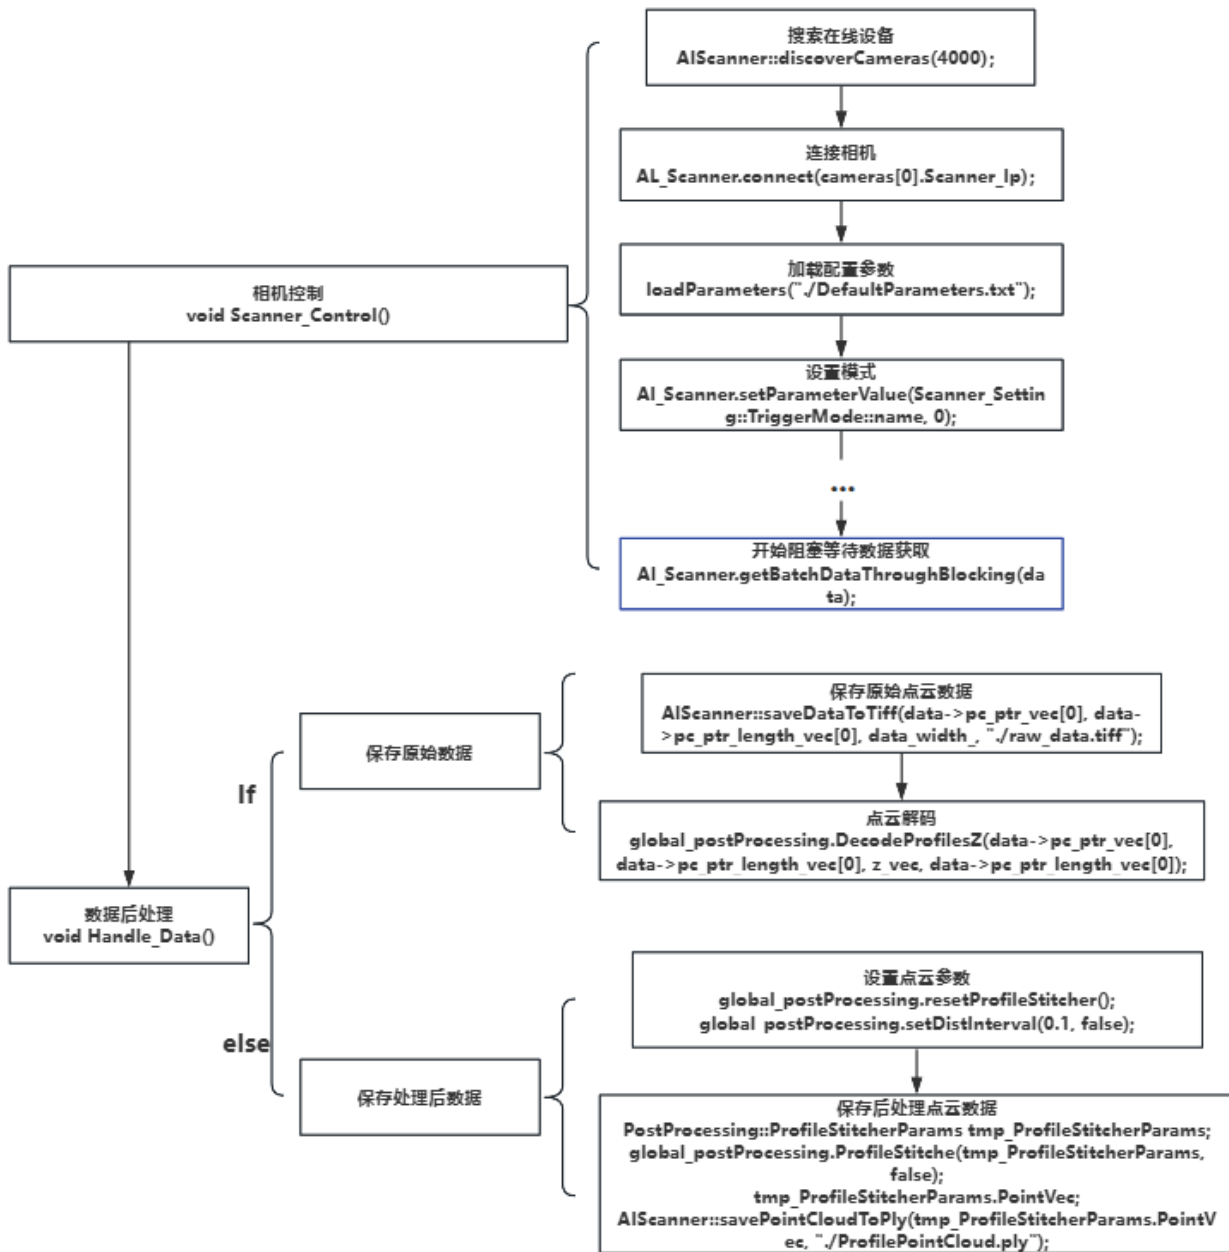 搜索在线设备
AIScanner::discoverCameras(4000);
连接相机
AL_Scanner.connect(cameras[0].Scanner_Ip);
加载配置参数
loadParameters("./DefaultParameters.txt");
相机控制
void Scanner_Control()
设置模式
AI_Scanner.setParameterValue(Scanner_Settin
g::TriggerMode::name, 0);
...
开始阻塞等待数据获取
AI_Scanner.getBatchDataThroughBlocking(da
ta);
保存原始点云数据
AIScanner::saveDataToTiff(data->pc_ptr_vec[0], data-
>pc_ptr_length_vec[0], data_width_, "./raw_data.tiff");
保存原始数据
If
点云解码
global_postProcessing.DecodeProfilesZ(data->pc_ptr_vec[0],
data->pc_ptr_length_vec[0], z_vec, data->pc_ptr_length_vec[0]);
数据后处理
void Handle_Data()
设置点云参数
global_postProcessing.resetProfileStitcher();
global postProcessing.setDistInterval(0.1, false);
else
保存处理后数据
保存后处理点云数据
PostProcessing::ProfileStitcherParams tmp_ProfileStitcherParams;
global_postProcessing.ProfileStitche(tmp_ProfileStitcherParams,
false);
tmp_ProfileStitcherParams.PointVec;
AIScanner::savePointCloudToPly(tmp_ProfileStitcherParams.PointV
ec, "./ProfilePointCloud.ply");